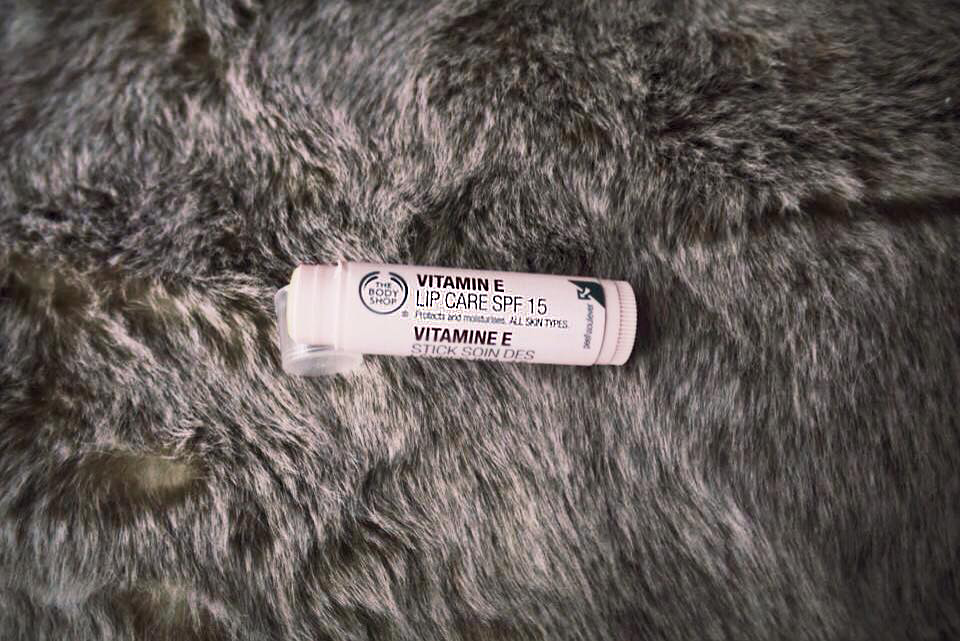 THE
BODY
SHOP
®
VITAMIN E
LIP CARE SPF 15
Protects and moisturises. ALL SKIN TYPES.
VITAMINE E
STICK SOIN DES